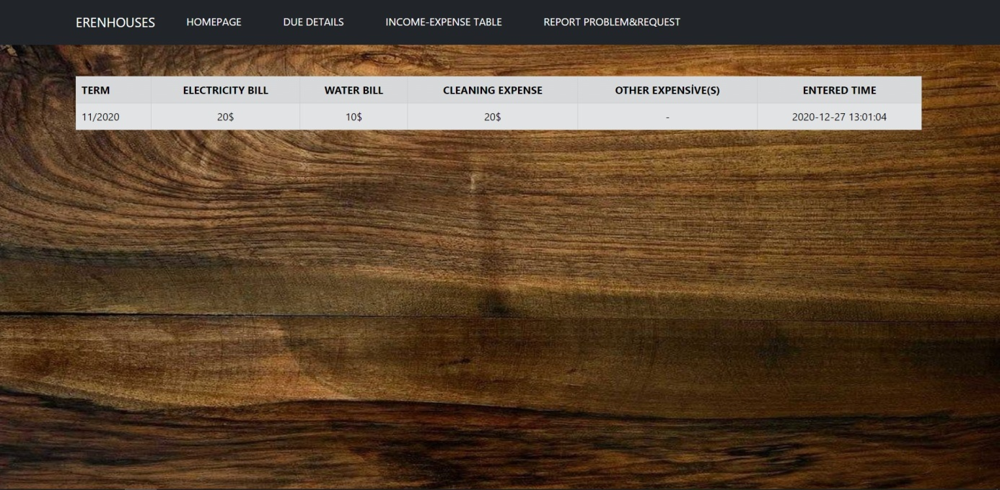 ERENHOUSES HOMEPAGE DUE DETAILS INCOME-EXPENSE TABLE REPORT PROBLEM&REQUEST
TERM ELECTRICITY BILL WATER BILL CLEANING EXPENSE OTHER EXPENSİVE(S) ENTERED TIME
11/2020 20$ 10$ 20$ - 2020-12-27 13:01:04